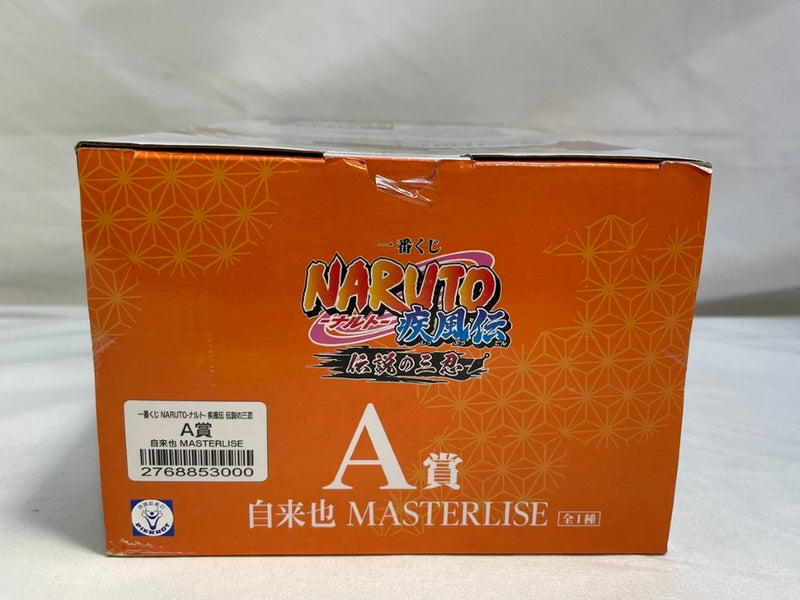 一番くじ
NARUTO
-ナルト-
疾風伝
伝説の三忍
A賞
自来也 MASTERLISE 全1種
一番くじ NARUTO-ナルト- 疾風伝 伝説の三忍
A賞
自来也 MASTERLISE
2768853000
PIERROT